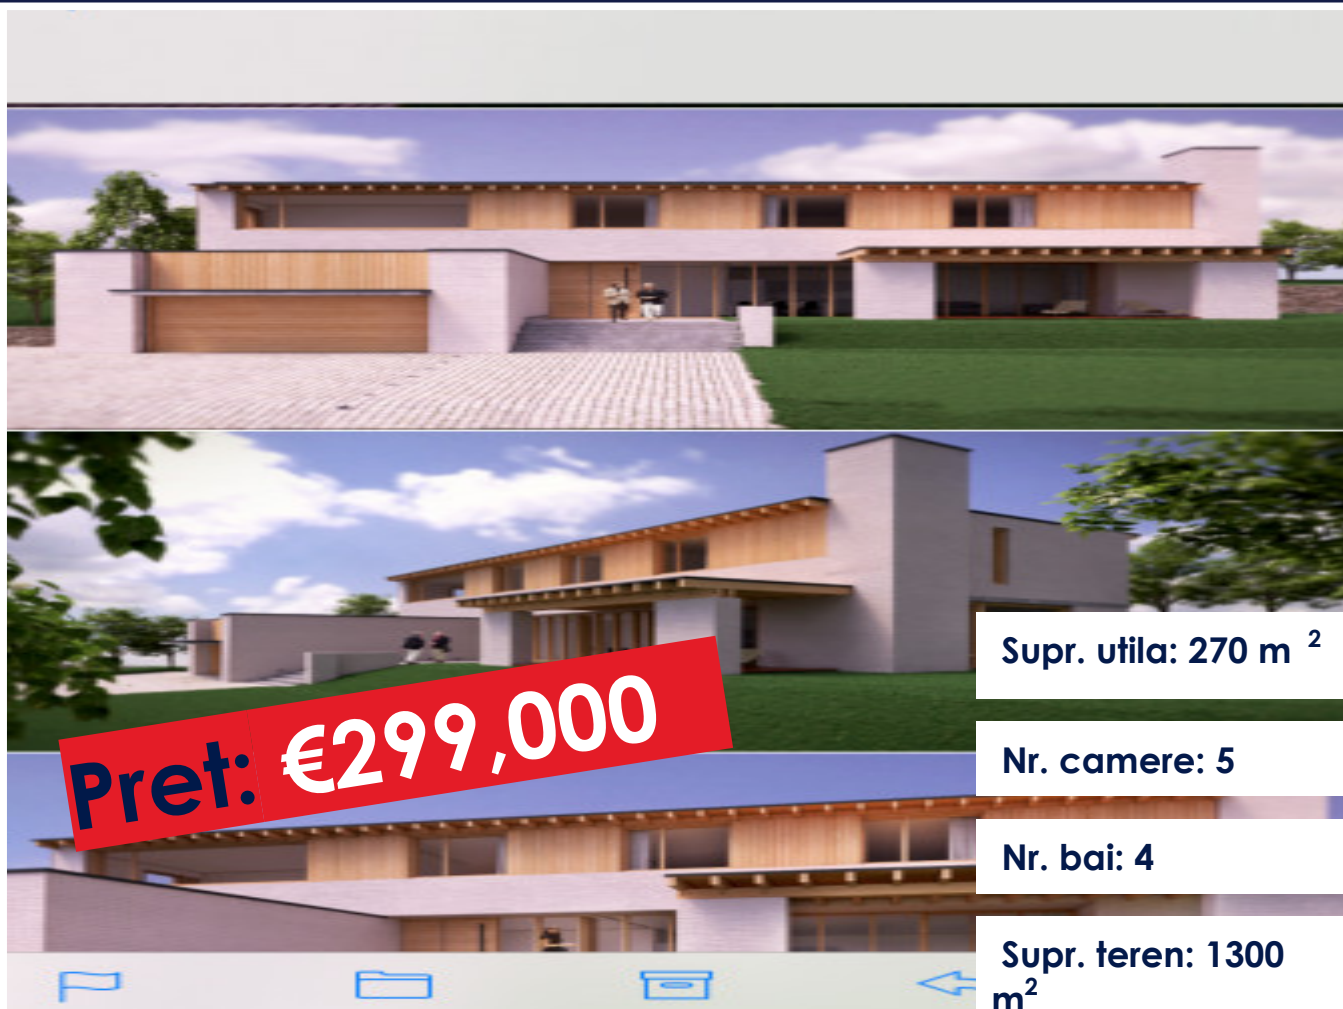 Pret: €299,000
Supr. utila: 270 m ²
Nr. camere: 5
Nr. bai: 4
Supr. teren: 1300
m²